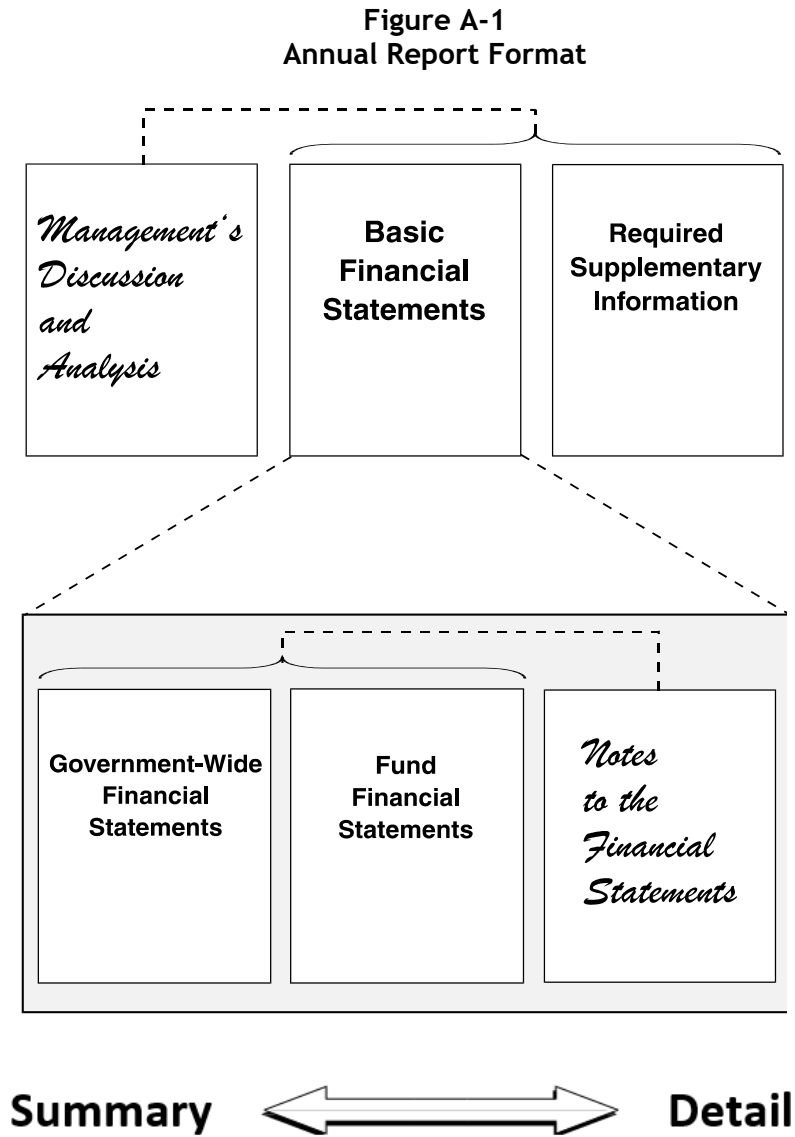 Figure A-1
Annual Report Format
Management's
Discussion
and
Analysis
Basic
Financial
Statements
Required
Supplementary
Information
Government-Wide
Financial
Statements
Fund
Financial
Statements
Notes
to the
Financial
Statements
Summary
Detail